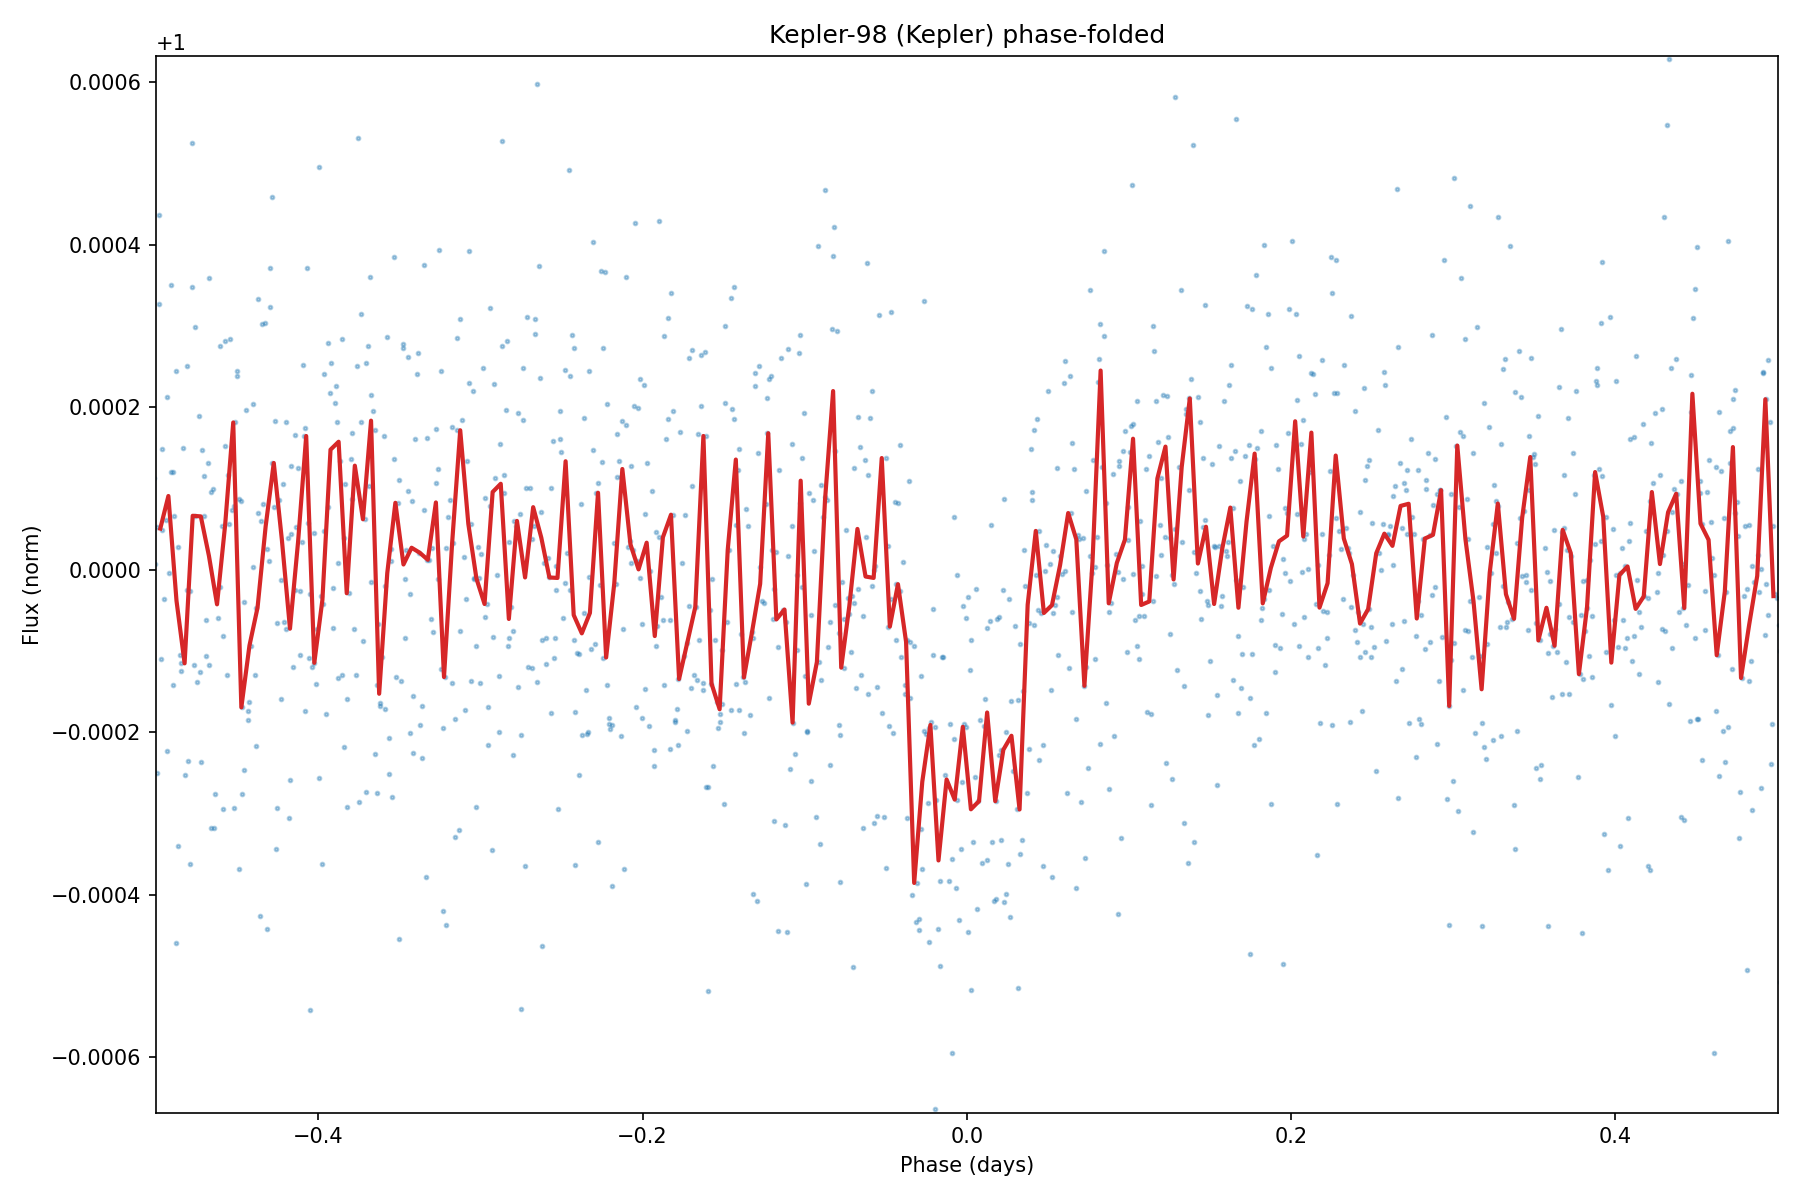 Kepler-98 (Kepler) phase-folded
+1
0.0006
0.0004
0.0002
0.0000
−0.0002
−0.0004
−0.0006
Flux (norm)
−0.4 −0.2 0.0 0.2 0.4
Phase (days)